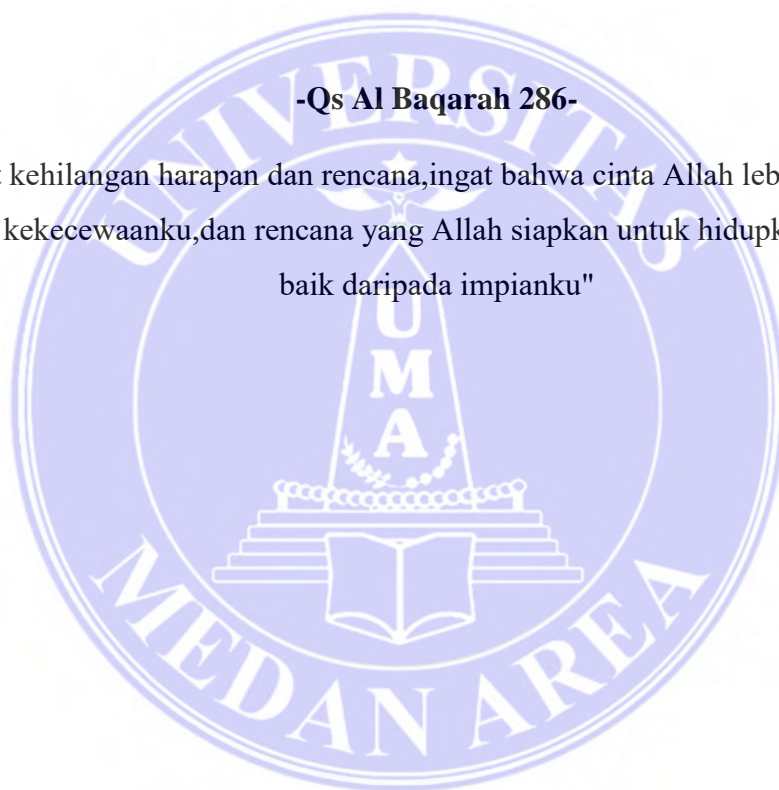 -Qs Al Baqarah 286-
kehilangan harapan dan rencana,ingat bahwa cinta Allah
kekecewaanku,dan rencana yang Allah siapkan untuk
baik daripada impianku"
UNIVERSITAS
UMA
MEDAN AREA